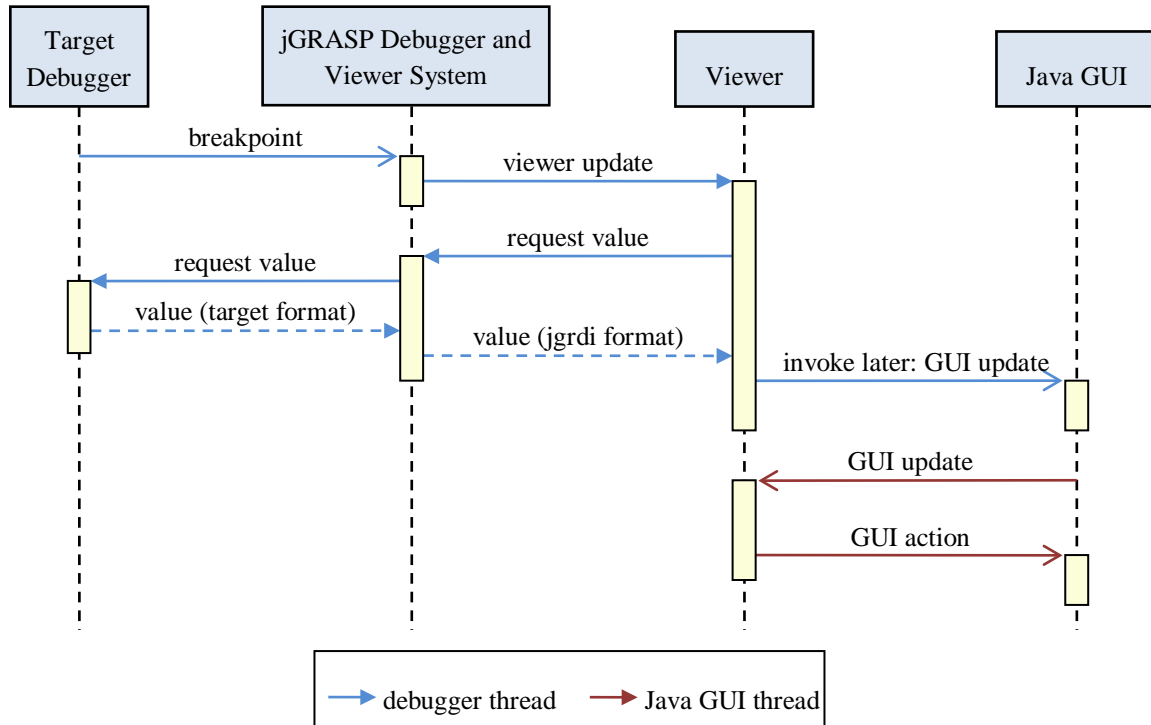 Target
Debugger
jGRASP Debugger and
Viewer System
Viewer
Java GUI
breakpoint
viewer update
request value
request value
value (target format)
value (jgrdi format)
invoke later: GUI update
GUI update
GUI action
debugger thread
Java GUI thread